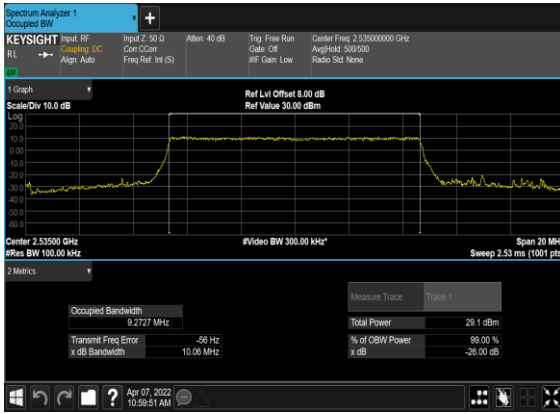 Spectrum Analyzer 1
Occupied BW
KEYSIGHT
RL
Input: RF
Coupling: DC
Align: Auto
Input Z: 50 Ω
Corr CCorr
Freq Ref: Int (S)
Atten: 40 dB
Trig: Free Run
Gate: Off
#IF Gain: Low
Center Freq: 2.535000000 GHz
Avg|Hold: 500/500
Radio Std: None
1 Graph
Scale/Div 10.0 dB
Ref Lvl Offset 8.00 dB
Ref Value 30.00 dBm
Log
20.0
10.0
0.00
-10.0
-20.0
-30.0
-40.0
-50.0
-60.0
Center 2.53500 GHz
#Video BW 300.00 kHz*
Span 20 MH
#Res BW 100.00 kHz
Sweep 2.53 ms (1001 pts
2 Metrics
Measure Trace
Trace 1
Occupied Bandwidth
9.2727 MHz
Total Power
29.1 dBm
Transmit Freq Error
-56 Hz
% of OBW Power
99.00 %
x dB Bandwidth
10.06 MHz
x dB
-26.00 dB
Apr 07, 2022
10:59:51 AM